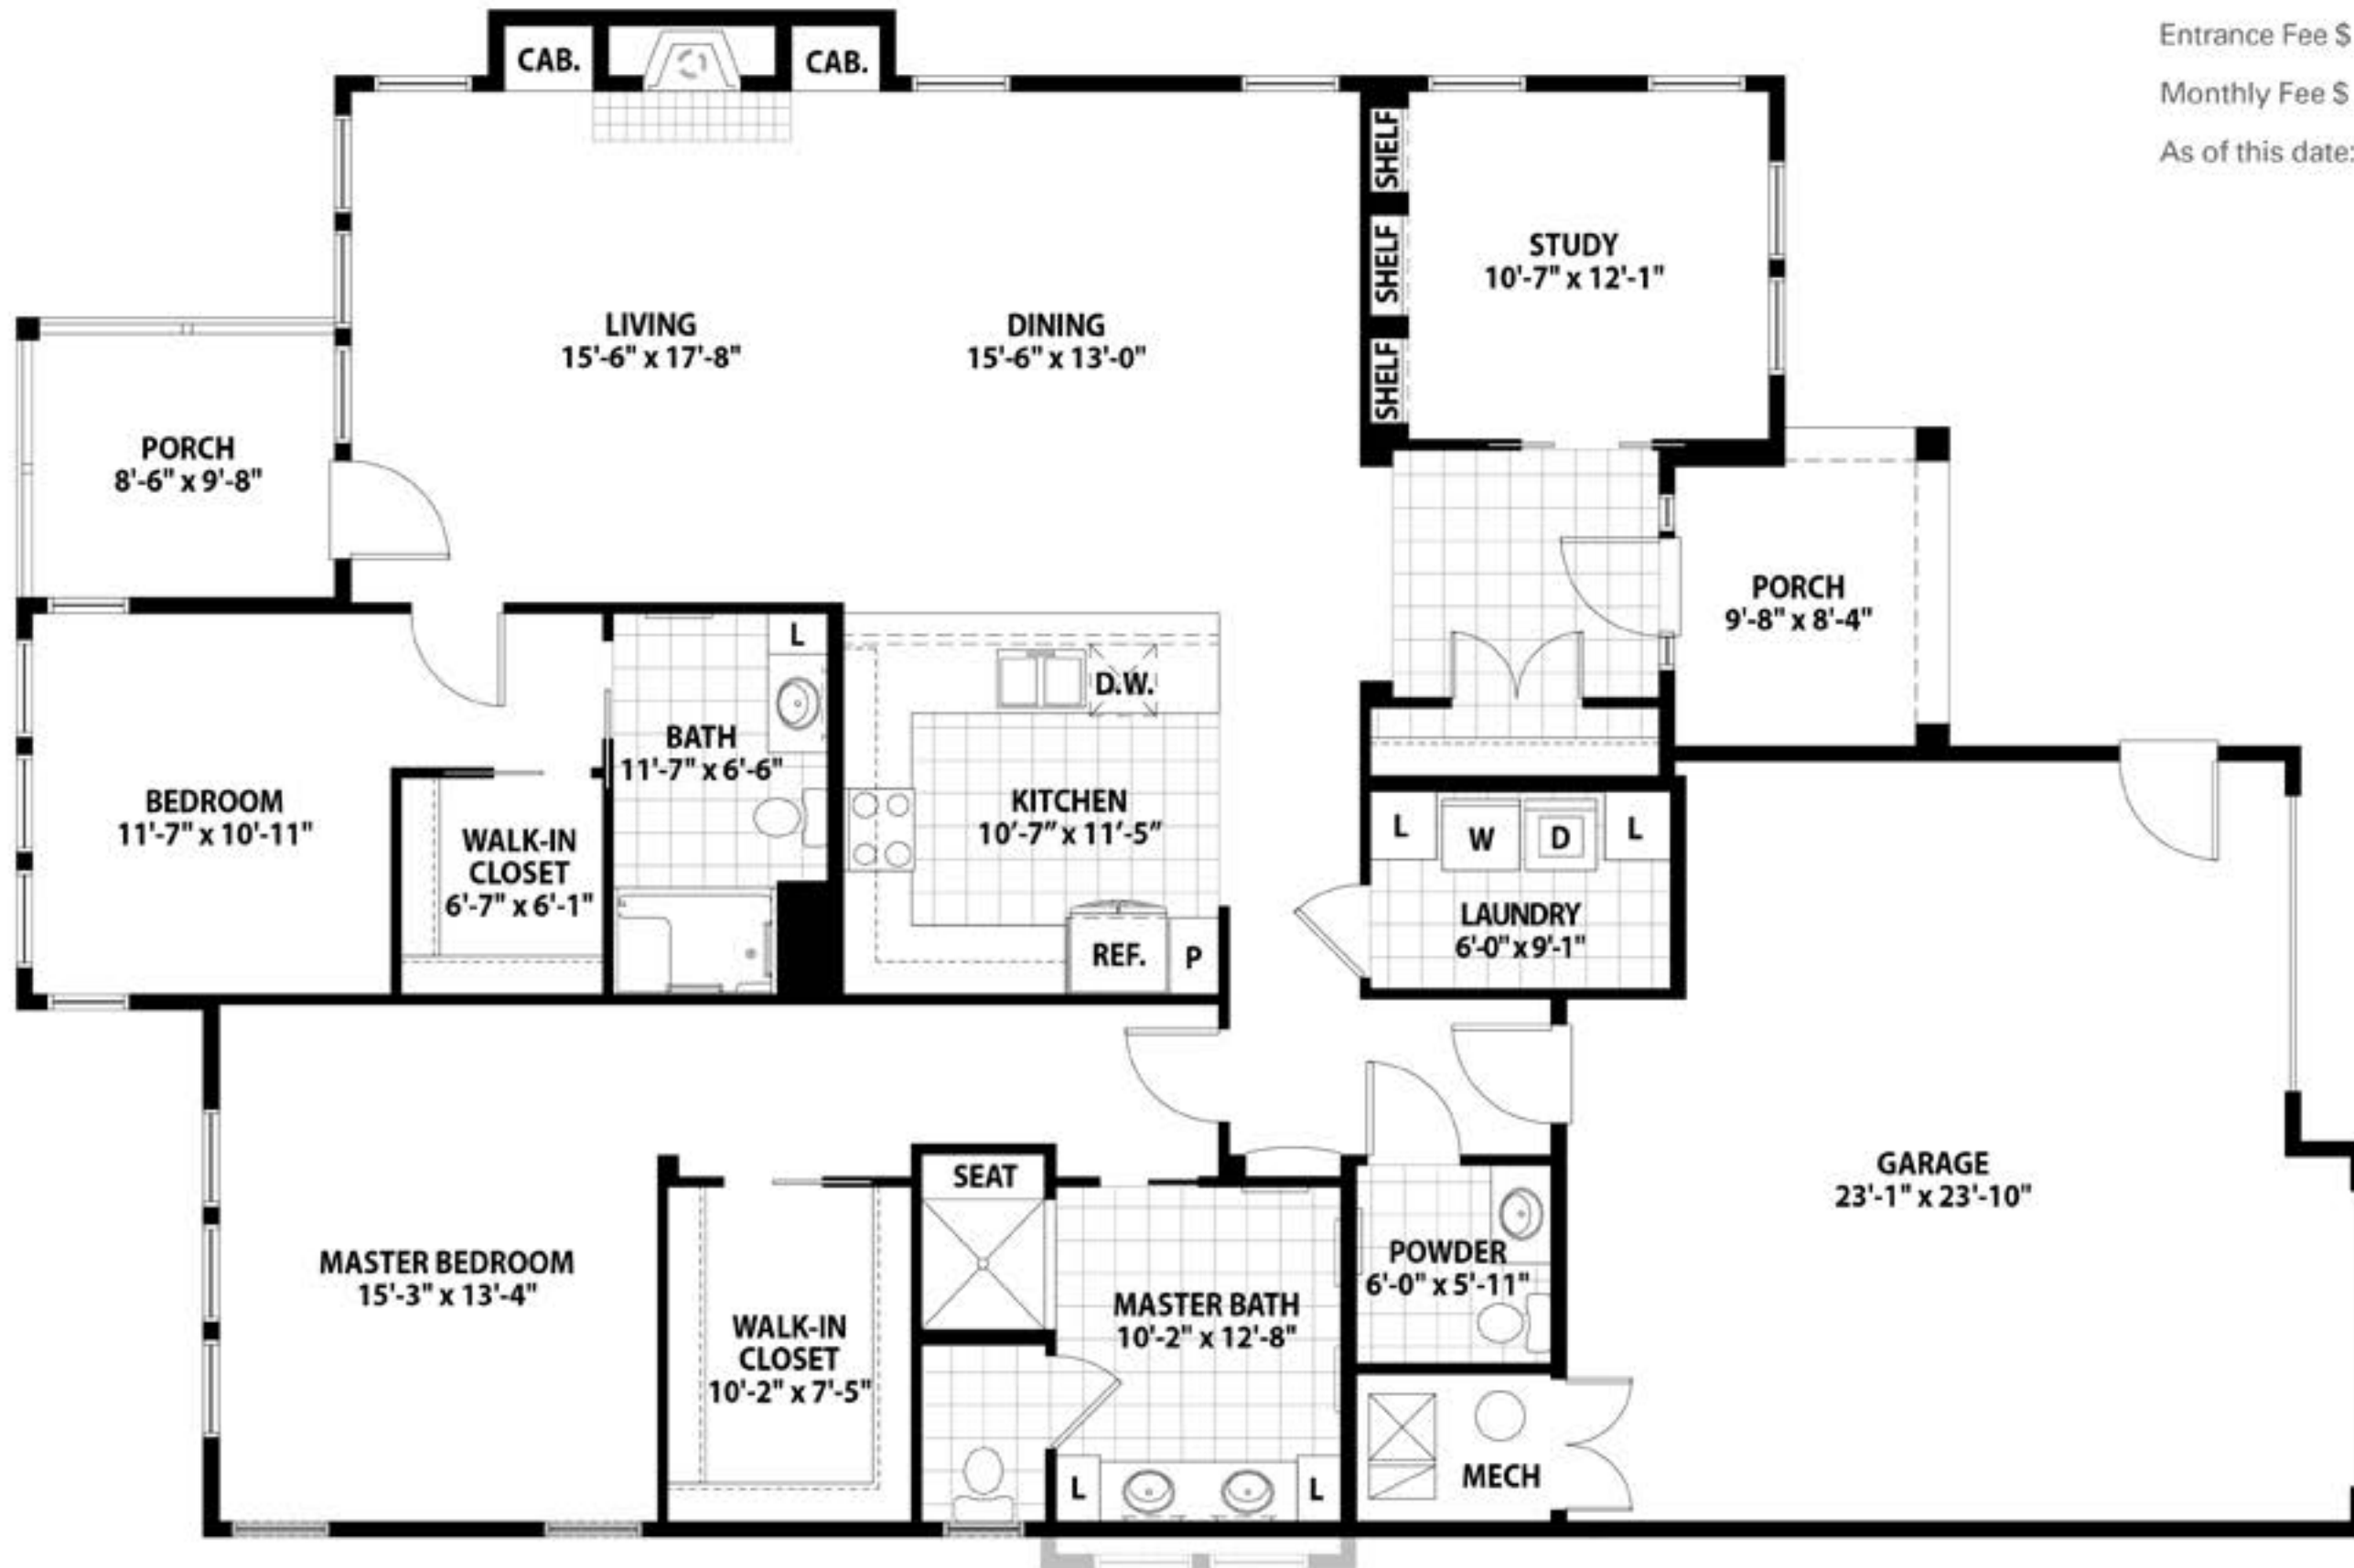 Entrance Fee $
Monthly Fee $
As of this date:
CAB.
CAB.
SHELF
SHELF
SHELF
STUDY
10'-7" x 12'-1"
LIVING
15'-6" x 17'-8"
DINING
15'-6" x 13'-0"
PORCH
8'-6" x 9'-8"
PORCH
9'-8" x 8'-4"
L
D.W.
BATH
11'-7" x 6'-6"
BEDROOM
11'-7" x 10'-11"
WALK-IN
CLOSET
6'-7" x 6'-1"
KITCHEN
10'-7" x 11'-5"
REF.
P
L
W
D
L
LAUNDRY
6'-0" x 9'-1"
GARAGE
23'-1" x 23'-10"
SEAT
MASTER BEDROOM
15'-3" x 13'-4"
WALK-IN
CLOSET
10'-2" x 7'-5"
MASTER BATH
10'-2" x 12'-8"
POWDER
6'-0" x 5'-11"
L
L
MECH